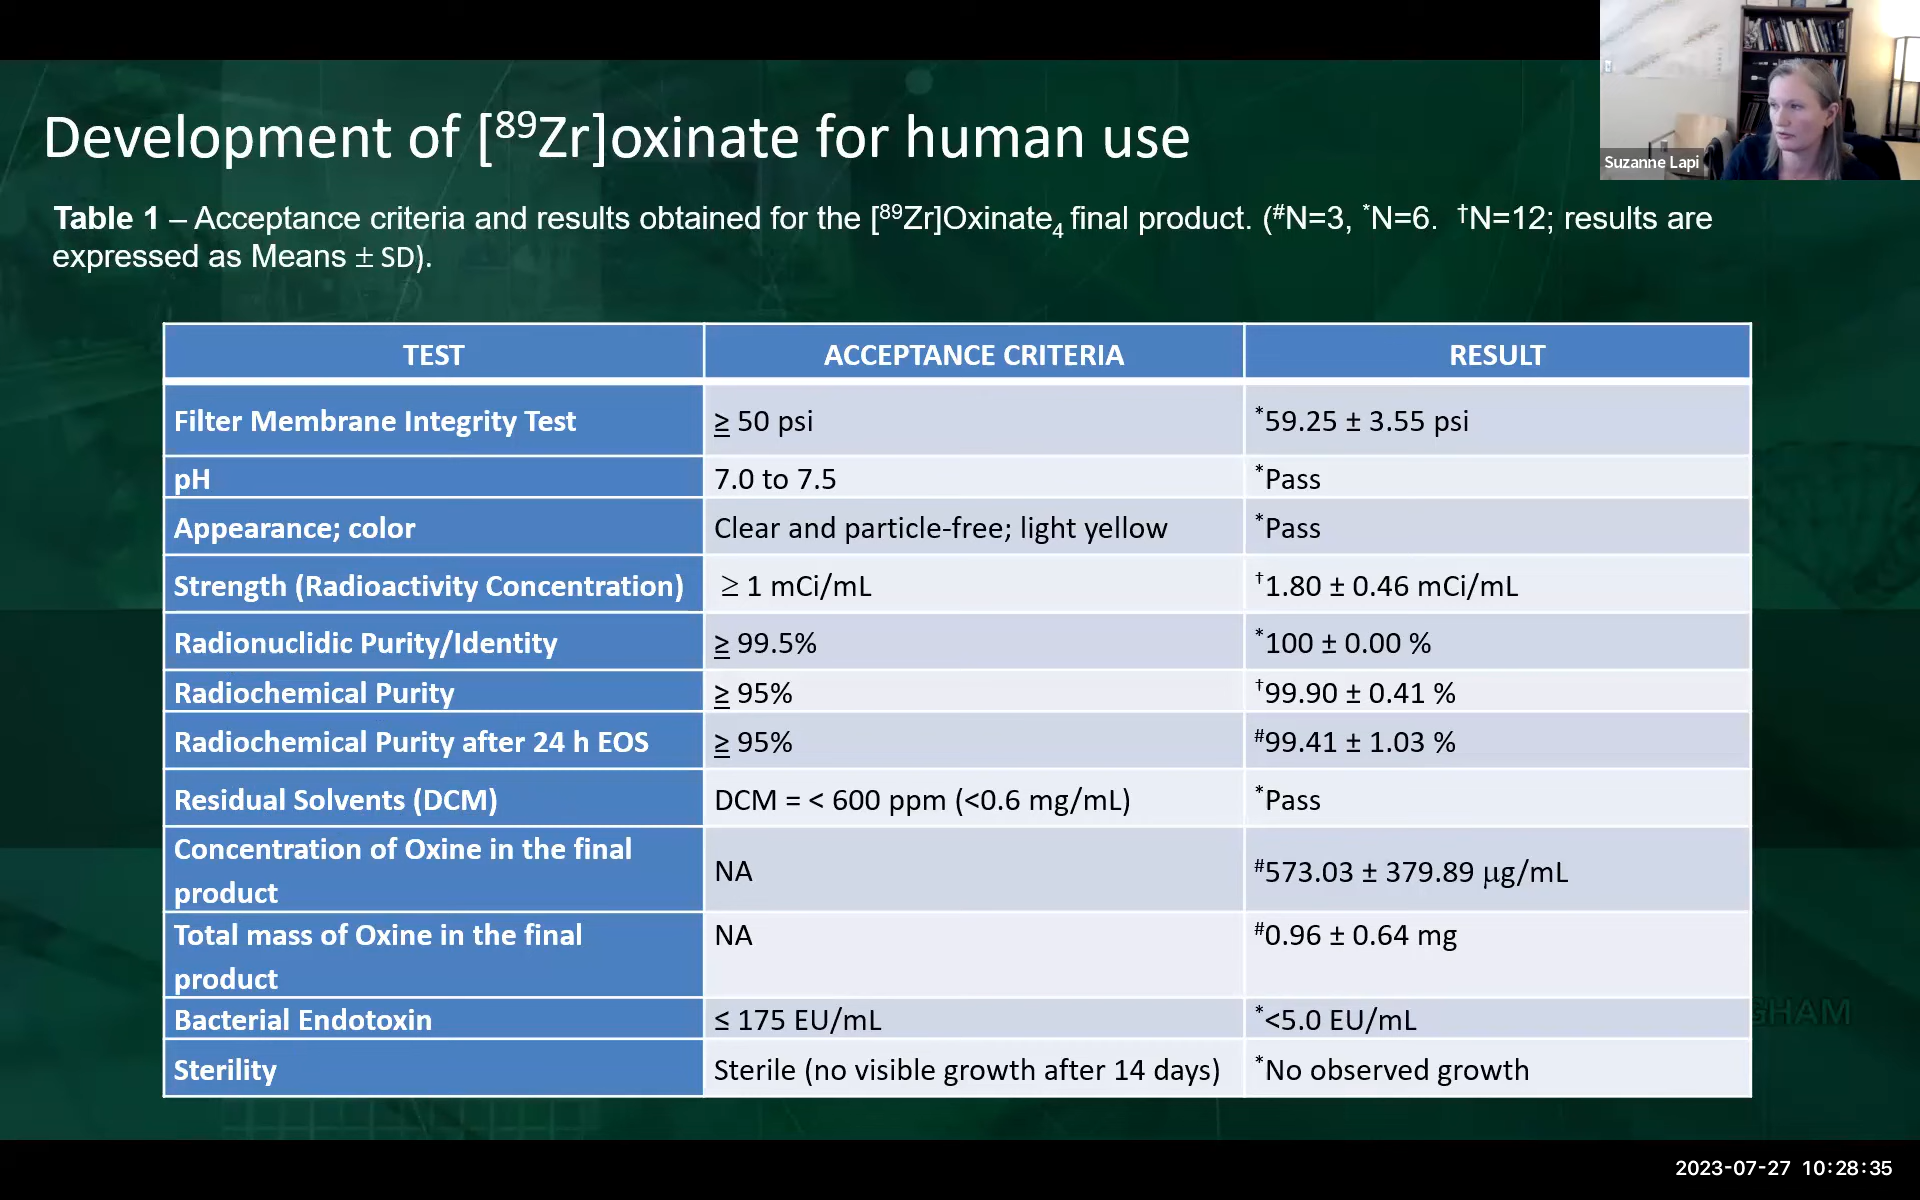 Suzanne Lapi
Development of [⁸⁹Zr]oxinate for human use
Table 1 – Acceptance criteria and results obtained for the [⁸⁹Zr]Oxinate₄ final product. (#N=3, *N=6. †N=12; results are
expressed as Means ± SD).
TEST ACCEPTANCE CRITERIA RESULT
Filter Membrane Integrity Test ≥ 50 psi *59.25 ± 3.55 psi
pH 7.0 to 7.5 *Pass
Appearance; color Clear and particle-free; light yellow *Pass
Strength (Radioactivity Concentration) ≥ 1 mCi/mL †1.80 ± 0.46 mCi/mL
Radionuclidic Purity/Identity ≥ 99.5% *100 ± 0.00 %
Radiochemical Purity ≥ 95% †99.90 ± 0.41 %
Radiochemical Purity after 24 h EOS ≥ 95% #99.41 ± 1.03 %
Residual Solvents (DCM) DCM = < 600 ppm (<0.6 mg/mL) *Pass
Concentration of Oxine in the final
product NA #573.03 ± 379.89 µg/mL
Total mass of Oxine in the final NA #0.96 ± 0.64 mg
product
Bacterial Endotoxin ≤ 175 EU/mL *<5.0 EU/mL
Sterility Sterile (no visible growth after 14 days) *No observed growth
GHAM
2023-07-27 10:28:35